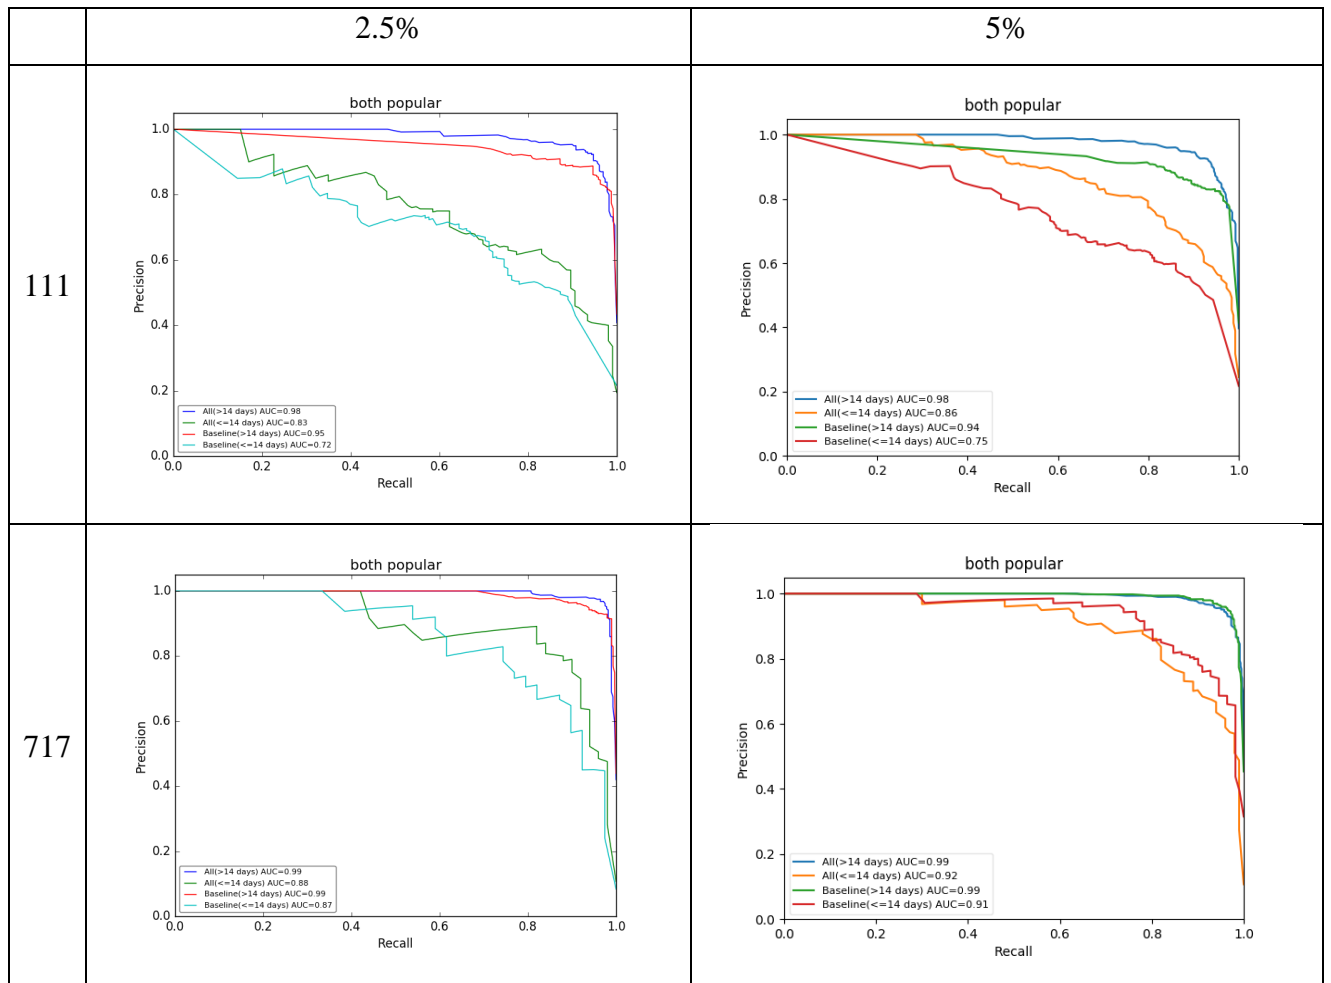 2.5%
5%
111
both popular
Precision
1.0
0.8
0.6
0.4
0.2
0.0
All(>14 days) AUC=0.98
All(<=14 days) AUC=0.83
Baseline(>14 days) AUC=0.95
Baseline(<=14 days) AUC=0.72
0.0 0.2 0.4 0.6 0.8 1.0
Recall
both popular
Precision
1.0
0.8
0.6
0.4
0.2
0.0
All(>14 days) AUC=0.98
All(<=14 days) AUC=0.86
Baseline(>14 days) AUC=0.94
Baseline(<=14 days) AUC=0.75
0.0 0.2 0.4 0.6 0.8 1.0
Recall
717
both popular
Precision
1.0
0.8
0.6
0.4
0.2
0.0
All(>14 days) AUC=0.99
All(<=14 days) AUC=0.88
Baseline(>14 days) AUC=0.99
Baseline(<=14 days) AUC=0.87
0.0 0.2 0.4 0.6 0.8 1.0
Recall
both popular
Precision
1.0
0.8
0.6
0.4
0.2
0.0
All(>14 days) AUC=0.99
All(<=14 days) AUC=0.92
Baseline(>14 days) AUC=0.99
Baseline(<=14 days) AUC=0.91
0.0 0.2 0.4 0.6 0.8 1.0
Recall